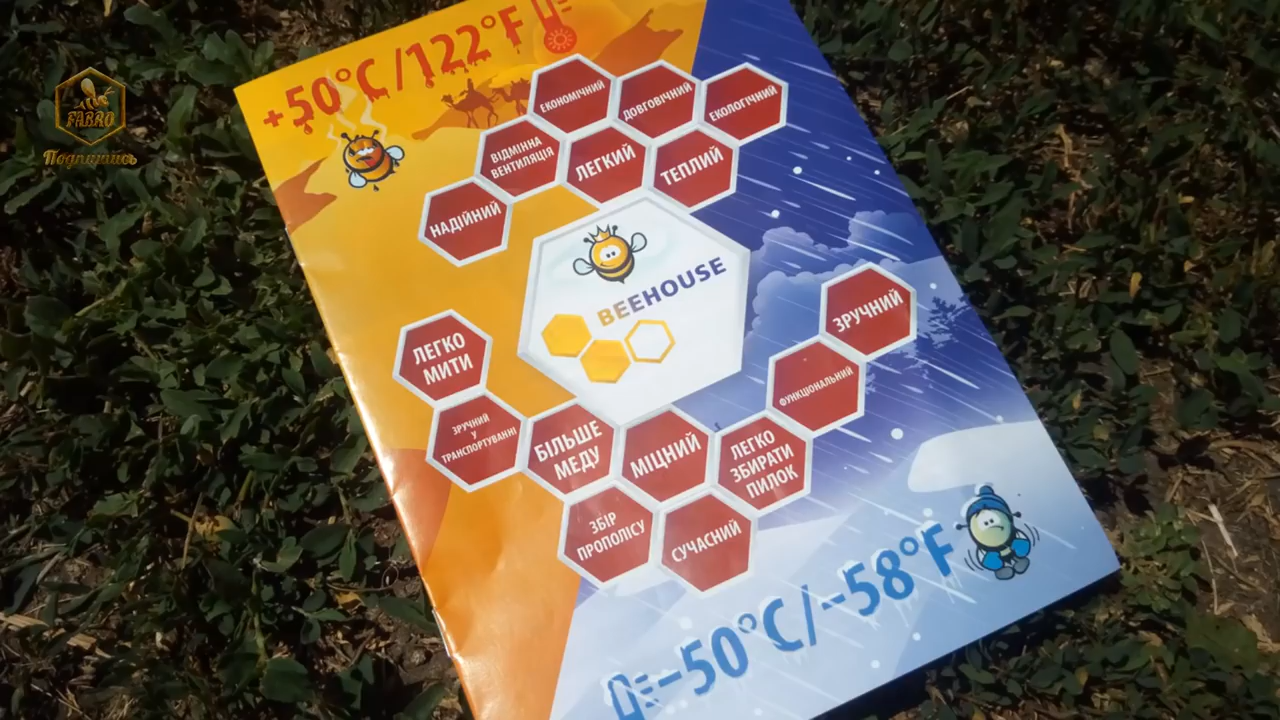 FABRO
Подпишись
+50°C/122°F
ЕКОНОМІЧНИЙ
ДОВГОВІЧНИЙ
ЕКОЛОГІЧНИЙ
ВІДМІННА
ВЕНТИЛЯЦІЯ
ЛЕГКИЙ
ТЕПЛИЙ
НАДІЙНИЙ
BEEHOUSE
ЗРУЧНИЙ
ЛЕГКО
МИТИ
ФУНКЦІОНАЛЬНИЙ
ЗРУЧНИЙ
У
ТРАНСПОРТУВАННІ
БІЛЬШЕ
МЕДУ
МІЦНИЙ
ЛЕГКО
ЗБИРАТИ
ПИЛОК
ЗБІР
ПРОПОЛІСУ
СУЧАСНИЙ
-50°C/-58°F